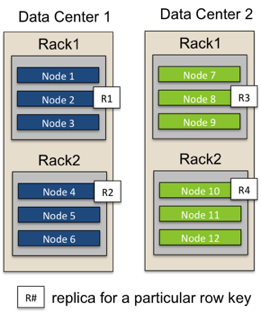 Data Center 1
Rack1
Node 1
Node 2
R1
Node 3
Rack2
Node 4
R2
Node 5
Node 6
Data Center 2
Rack1
Node 7
Node 8
R3
Node 9
Rack2
Node 10
R4
Node 11
Node 12
R# replica for a particular row key